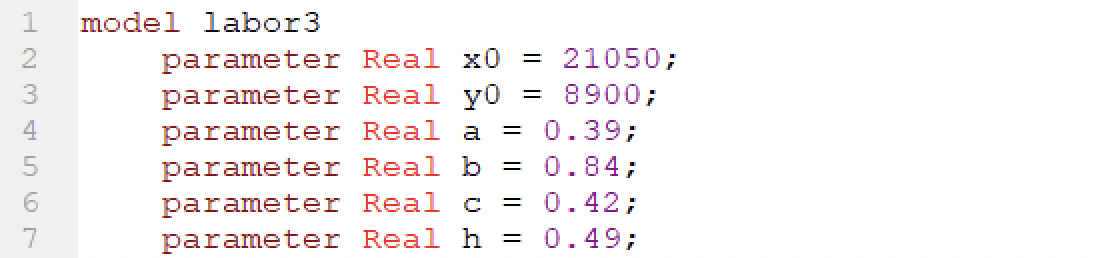 1 model labor3
2 parameter Real x0 = 21050;
3 parameter Real y0 = 8900;
4 parameter Real a = 0.39;
5 parameter Real b = 0.84;
6 parameter Real c = 0.42;
7 parameter Real h = 0.49;